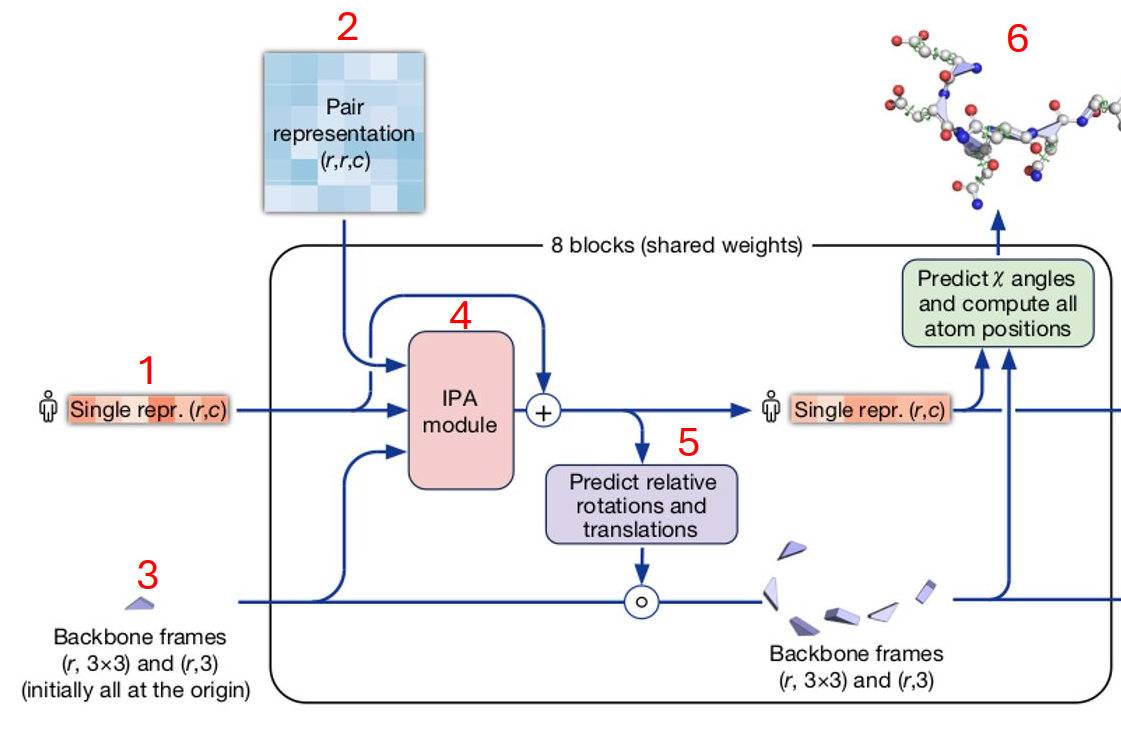 2
6
Pair
representation
(r,r,c)
8 blocks (shared weights)
Predict χ angles
and compute all
atom positions
4
1
IPA
module
Single repr. (r,c)
+
Single repr. (r,c)
5
Predict relative
rotations and
translations
3
Backbone frames
(r, 3×3) and (r,3)
(initially all at the origin)
Backbone frames
(r, 3×3) and (r,3)